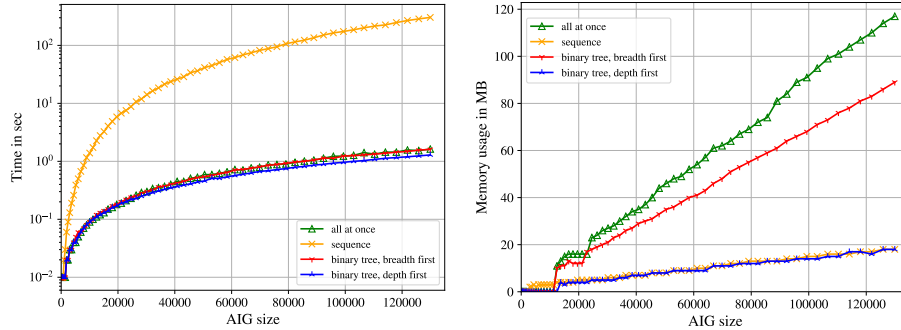 10²
10¹
10⁰
10⁻¹
10⁻²
Time in sec
all at once
sequence
binary tree, breadth first
binary tree, depth first
0 20000 40000 60000 80000 100000 120000
AIG size
120
100
80
60
40
20
0
Memory usage in MB
all at once
sequence
binary tree, breadth first
binary tree, depth first
0 20000 40000 60000 80000 100000 120000
AIG size